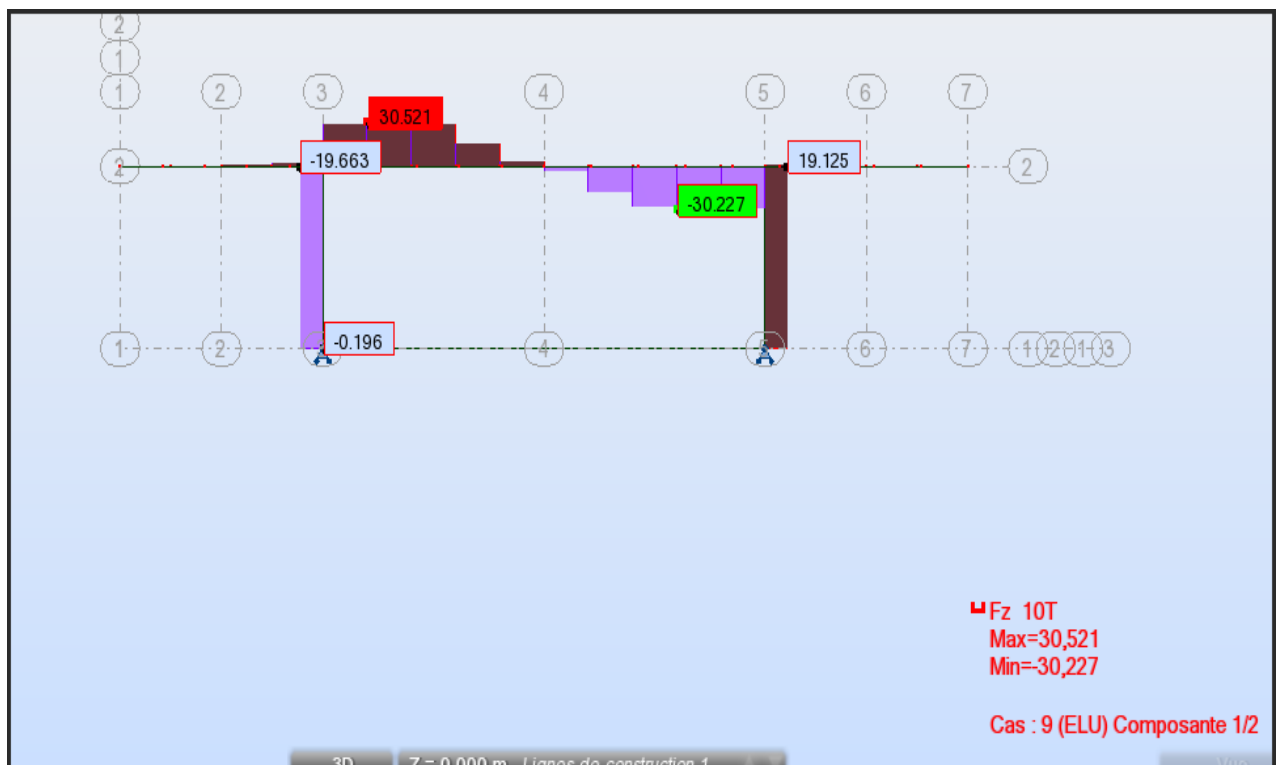 2
1
1 2 3 4 5 6 7
30.521
-19.663
19.125
2 2
-30.227
-0.196
1 2 4 5 6 7 1 2 1 3
Fz 10T
Max=30,521
Min=-30,227
Cas : 9 (ELU) Composante 1/2
3D Z = 0.000 m - Lignes de construction 1